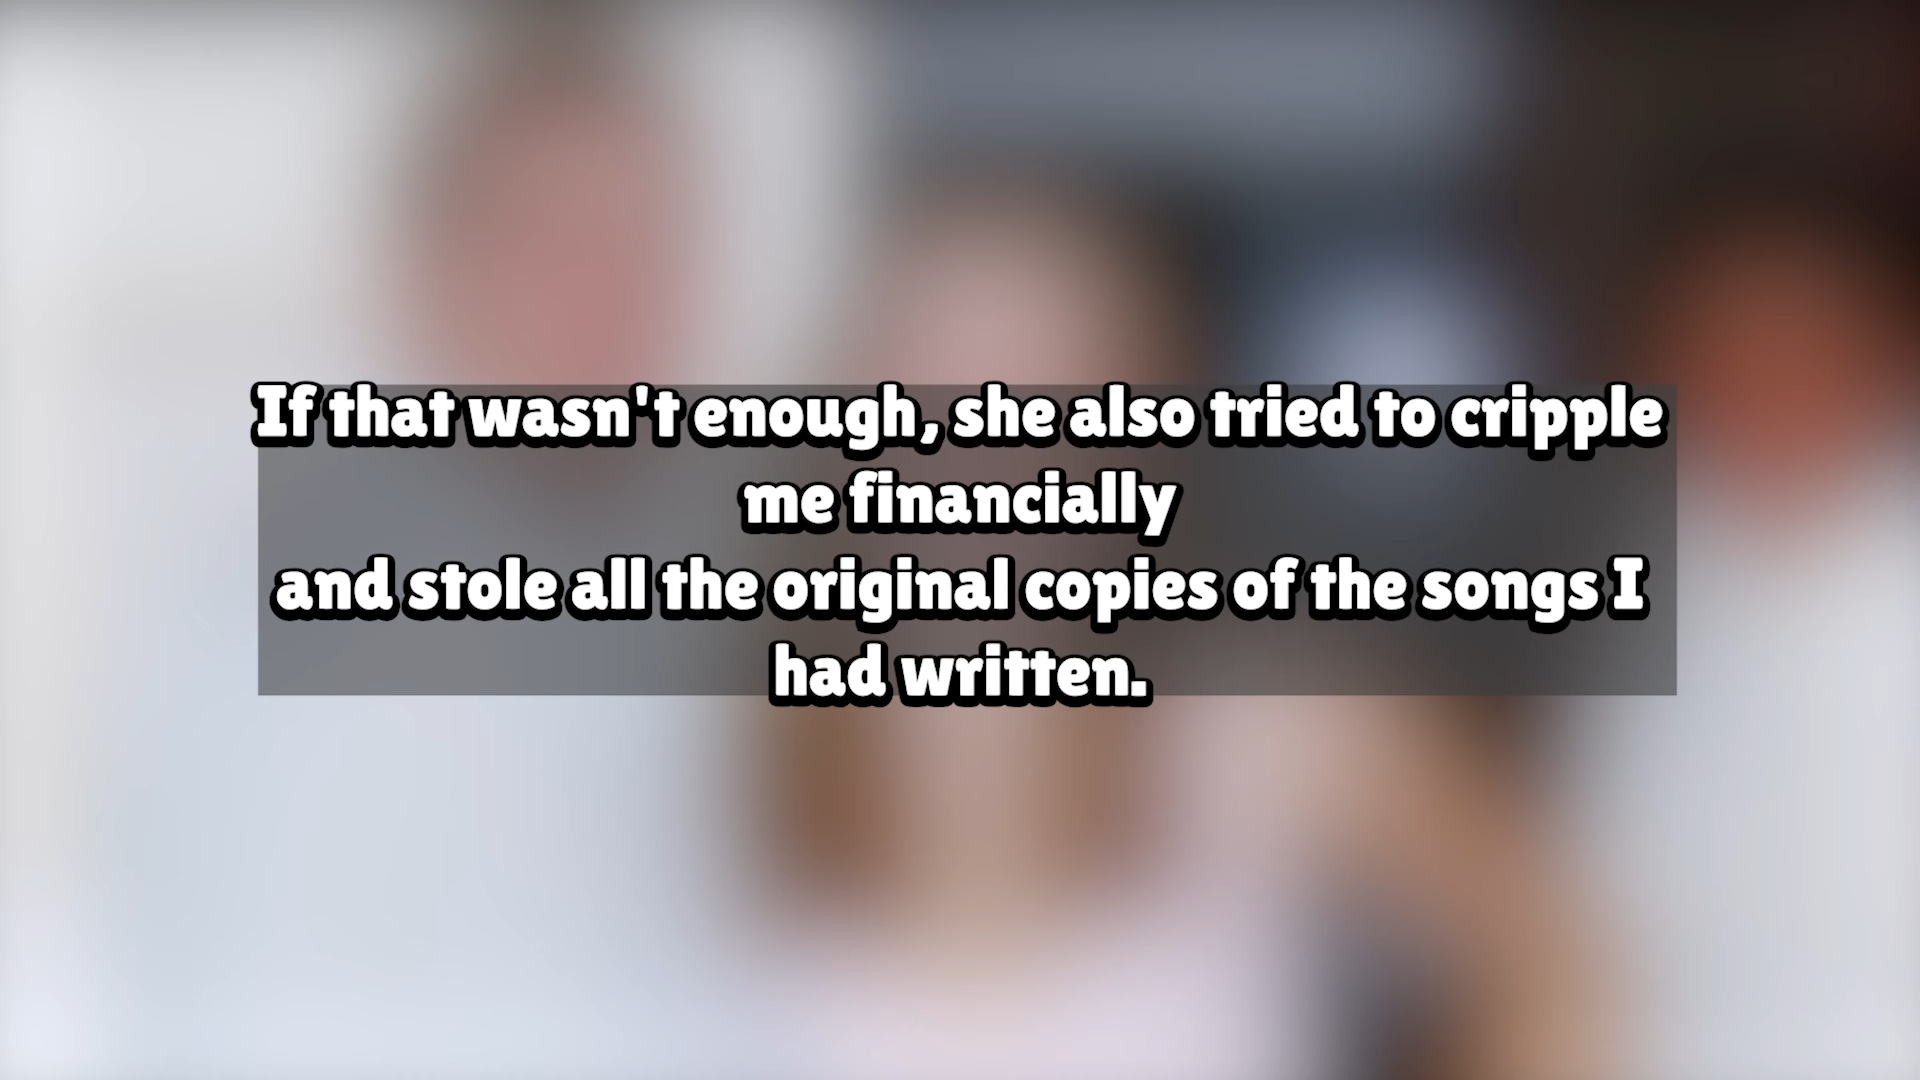 If that wasn't enough, she also tried to cripple
me financially
and stole all the original copies of the songs I
had written.